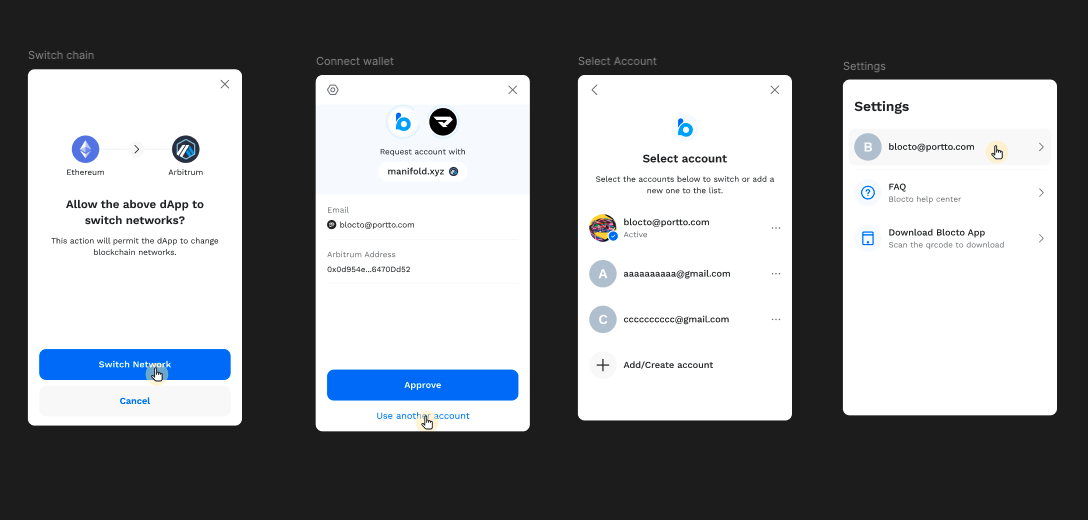 Switch chain
Ethereum
Arbitrum
Allow the above dApp to
switch networks?
This action will permit the dApp to change
blockchain networks.
Switch Network
Cancel
Connect wallet
Request account with
manifold.xyz
Email
blocto@portto.com
Arbitrum Address
0x0d954e...6470Dd52
Approve
Use another account
Select Account
Select account
Select the accounts below to switch or add a
new one to the list.
blocto@portto.com
Active
A
aaaaaaaaaa@gmail.com
C
cccccccccc@gmail.com
Add/Create account
Settings
Settings
B
blocto@portto.com
FAQ
Blocto help center
Download Blocto App
Scan the qrcode to download